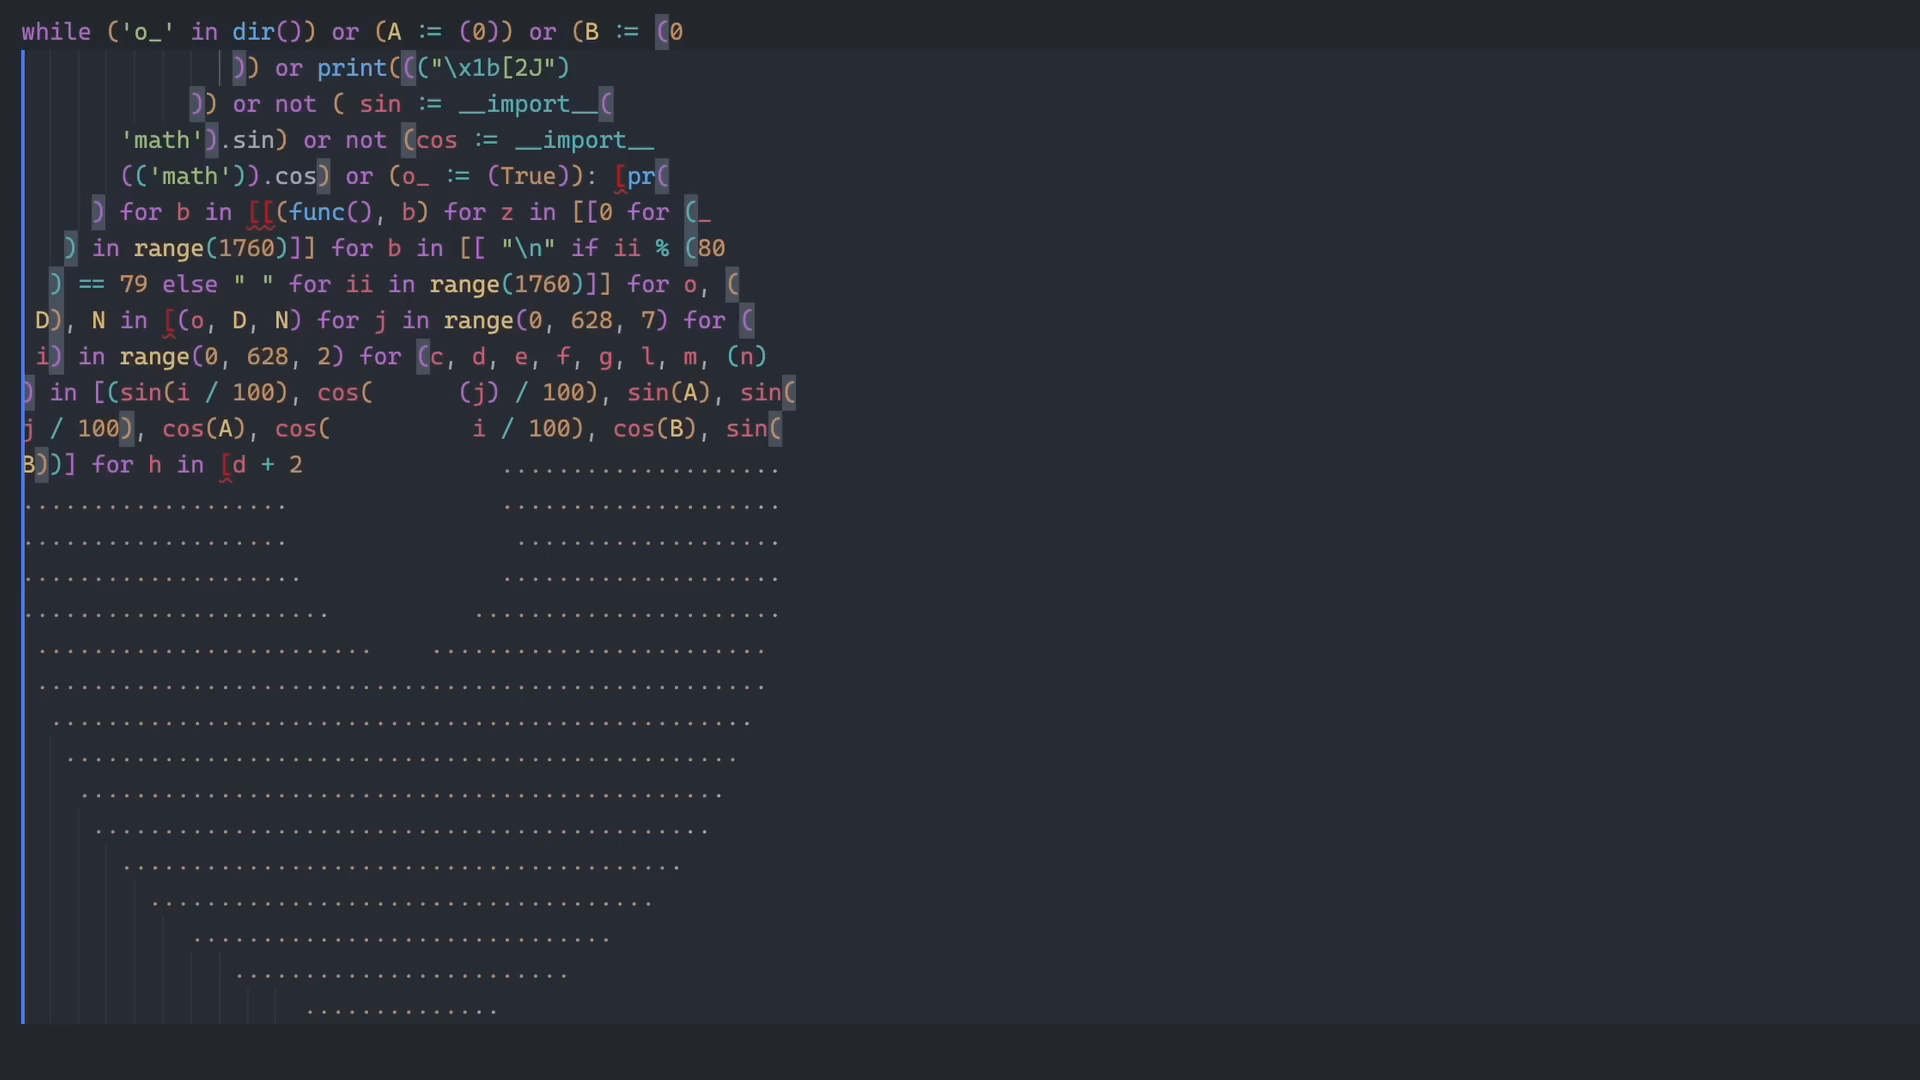 while ('o_' in dir()) or (A := (0)) or (B := (0
)) or print((("\x1b[2J")
)) or not ( sin := __import__(
'math').sin) or not (cos := __import__
(('math')).cos) or (o_ := (True)): [pr(
) for b in [[(func(), b) for z in [[0 for (_
) in range(1760)]] for b in [[ "\n" if ii % (80
) == 79 else " " for ii in range(1760)]] for o, (
D), N in [(o, D, N) for j in range(0, 628, 7) for (
i) in range(0, 628, 2) for (c, d, e, f, g, l, m, (n)
) in [(sin(i / 100), cos(      (j) / 100), sin(A), sin(
j / 100), cos(A), cos(          i / 100), cos(B), sin(
B))] for h in [d + 2              ....................
...................                ....................
...................                 ...................
....................               ....................
......................           ......................
........................    ........................
....................................................
..................................................
................................................
..............................................
............................................
........................................
....................................
..............................
........................
..............